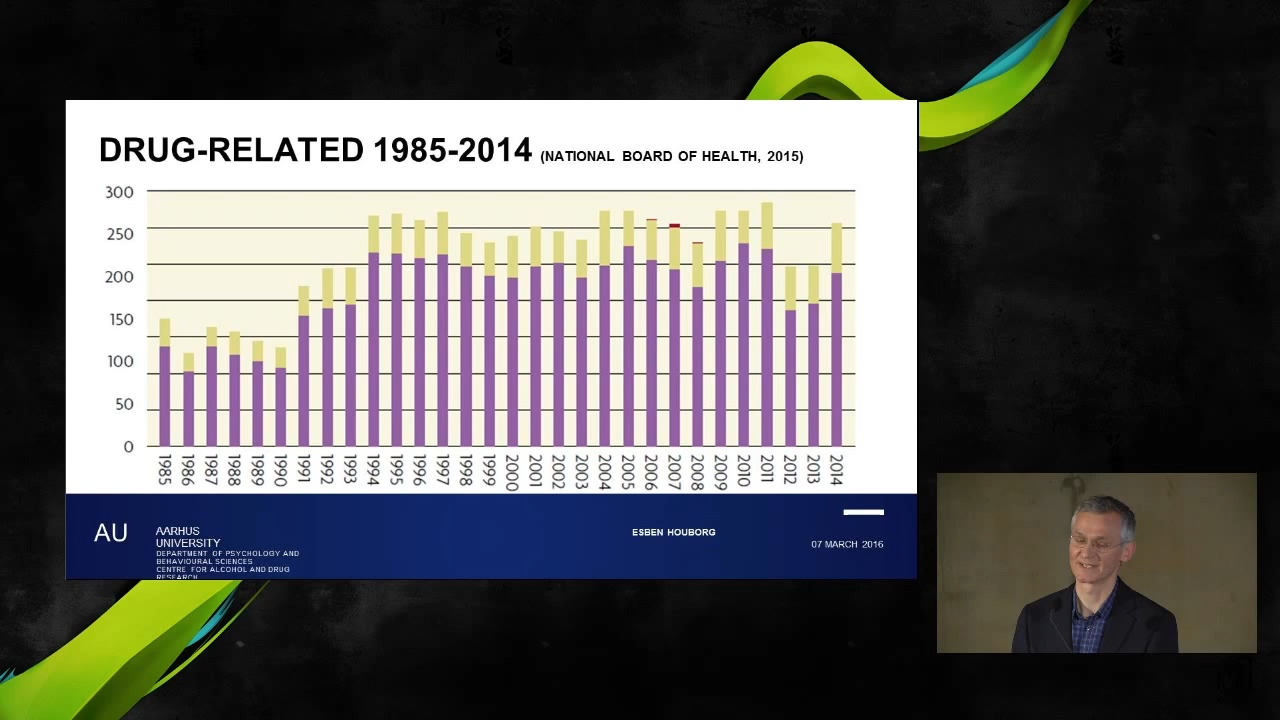 DRUG-RELATED 1985-2014 (NATIONAL BOARD OF HEALTH, 2015)
300
250
200
150
100
50
0
1985 1986 1987 1988 1989 1990 1991 1992 1993 1994 1995 1996 1997 1998 1999 2000 2001 2002 2003 2004 2005 2006 2007 2008 2009 2010 2011 2012 2013 2014
AU
AARHUS
UNIVERSITY
DEPARTMENT OF PSYCHOLOGY AND
BEHAVIOURAL SCIENCES
CENTRE FOR ALCOHOL AND DRUG
RESEARCH
ESBEN HOUBORG
07 MARCH 2016